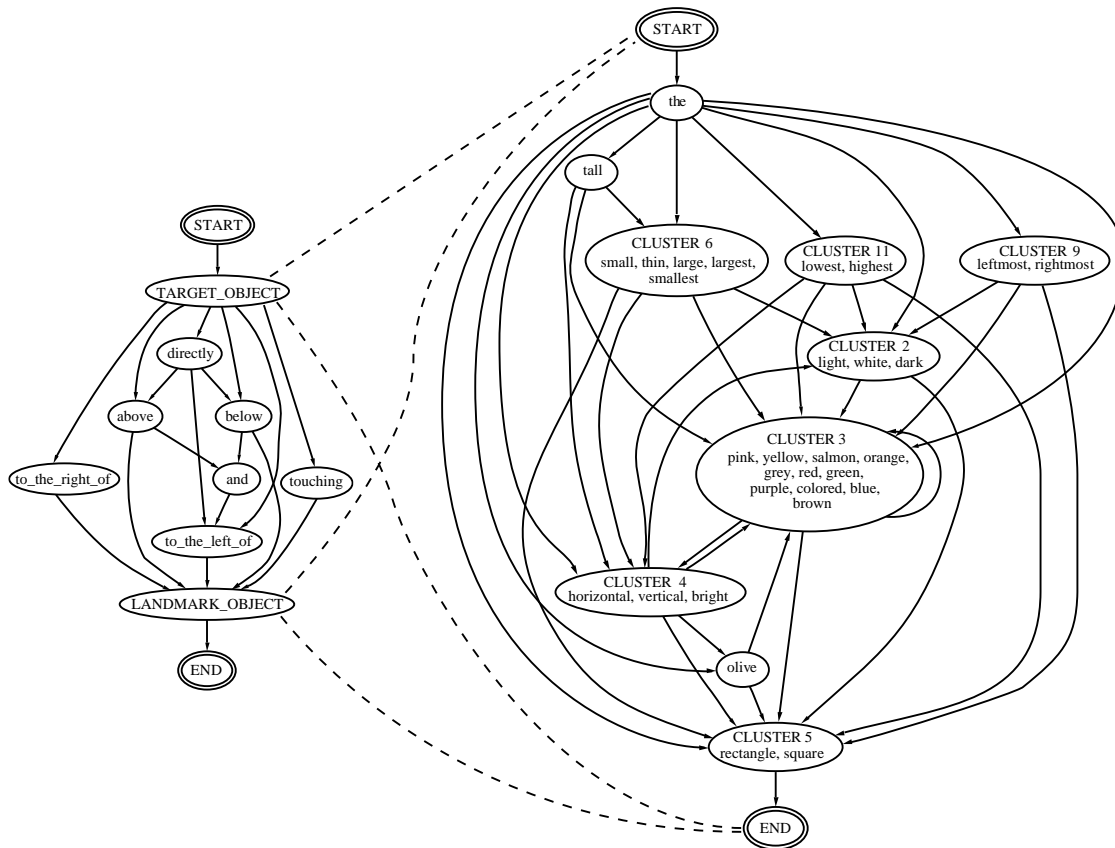 START
the
tall
CLUSTER 6
small, thin, large, largest,
smallest
CLUSTER 11
lowest, highest
CLUSTER 9
leftmost, rightmost
START
TARGET_OBJECT
directly
above
below
and
to_the_right_of
touching
to_the_left_of
LANDMARK_OBJECT
END
CLUSTER 2
light, white, dark
CLUSTER 3
pink, yellow, salmon, orange,
grey, red, green,
purple, colored, blue,
brown
CLUSTER 4
horizontal, vertical, bright
olive
CLUSTER 5
rectangle, square
END